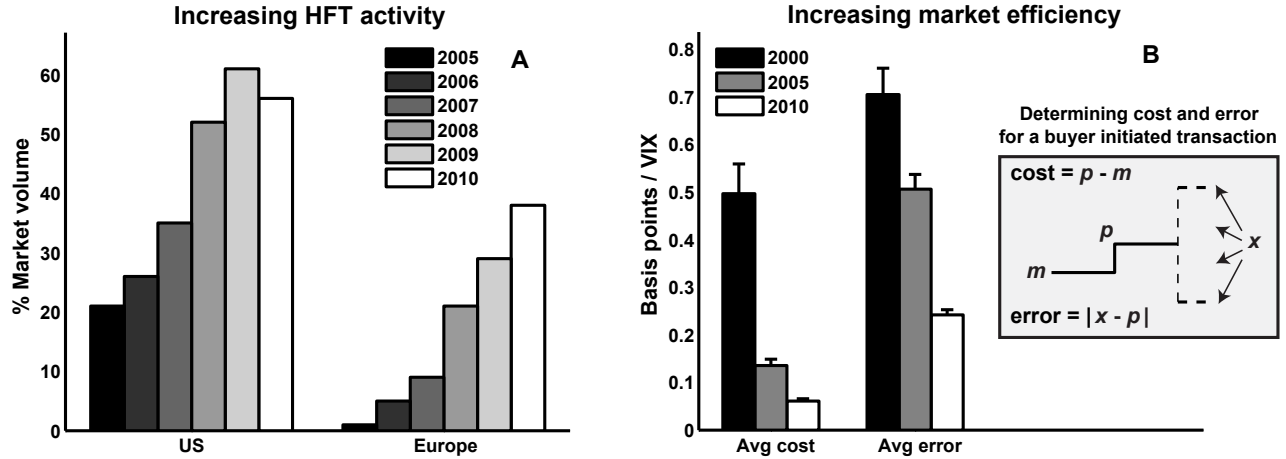 Increasing HFT activity
A
% Market volume
60
50
40
30
20
10
0
2005
2006
2007
2008
2009
2010
US
Europe
Increasing market efficiency
B
Basis points / VIX
0.8
0.7
0.6
0.5
0.4
0.3
0.2
0.1
0
2000
2005
2010
Avg cost
Avg error
Determining cost and error
for a buyer initiated transaction
cost = p - m
p
x
m
error = | x - p |